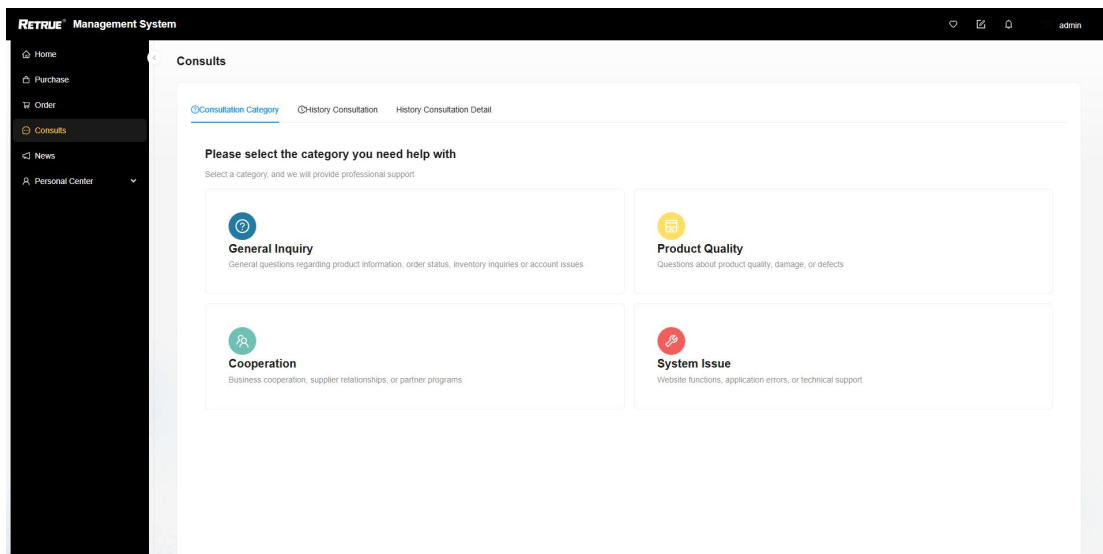 RETRUE® Management System
admin
Home
Purchase
Order
Consults
News
Personal Center
Consults
Consultation Category
History Consultation
History Consultation Detail
Please select the category you need help with
Select a category, and we will provide professional support
General Inquiry
General questions regarding product information, order status, inventory inquiries or account issues
Product Quality
Questions about product quality, damage, or defects
Cooperation
Business cooperation, supplier relationships, or partner programs
System Issue
Website functions, application errors, or technical support